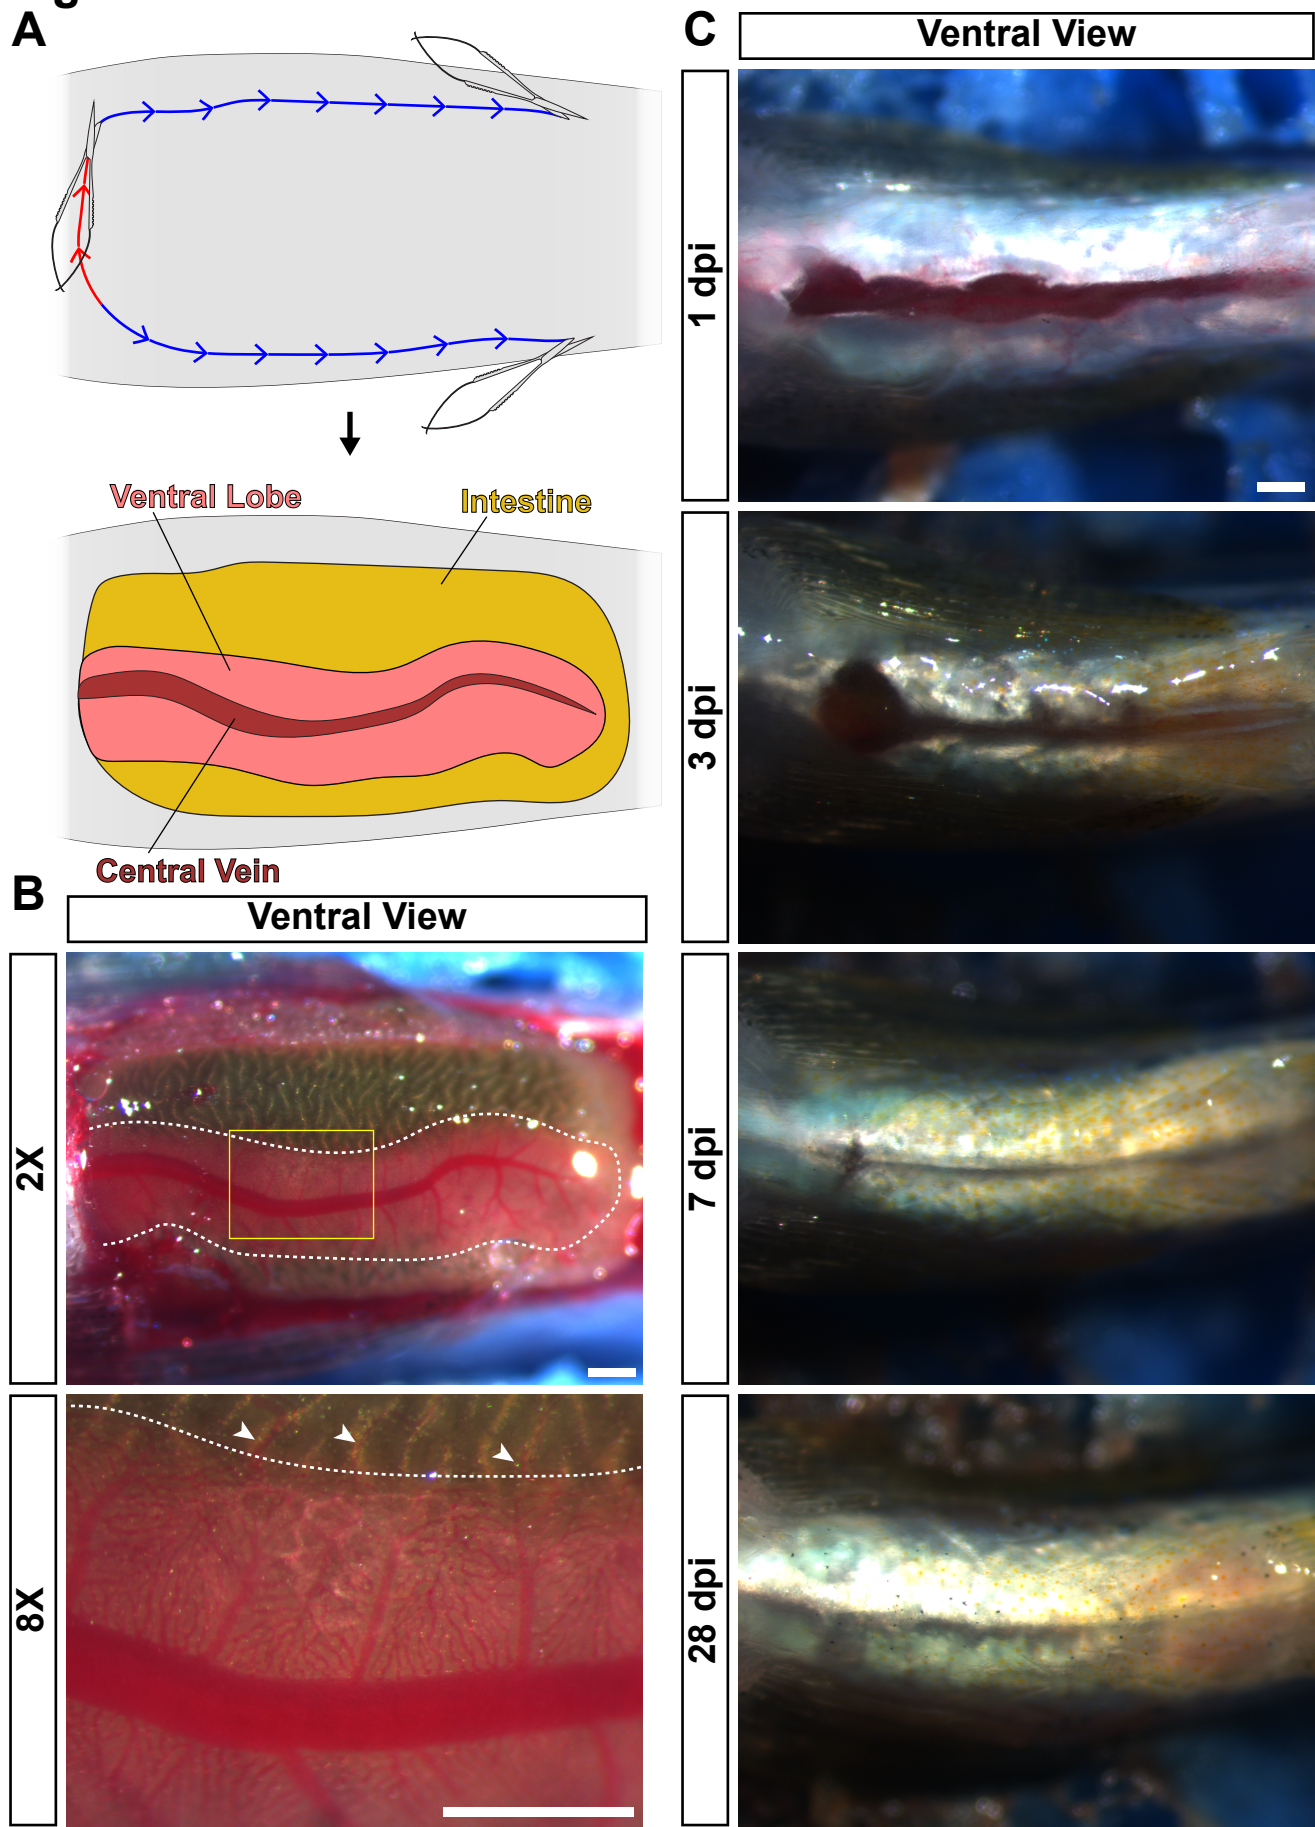 A
Ventral Lobe
Intestine
Central Vein
B
Ventral View
2X
8X
C
Ventral View
1 dpi
3 dpi
7 dpi
28 dpi